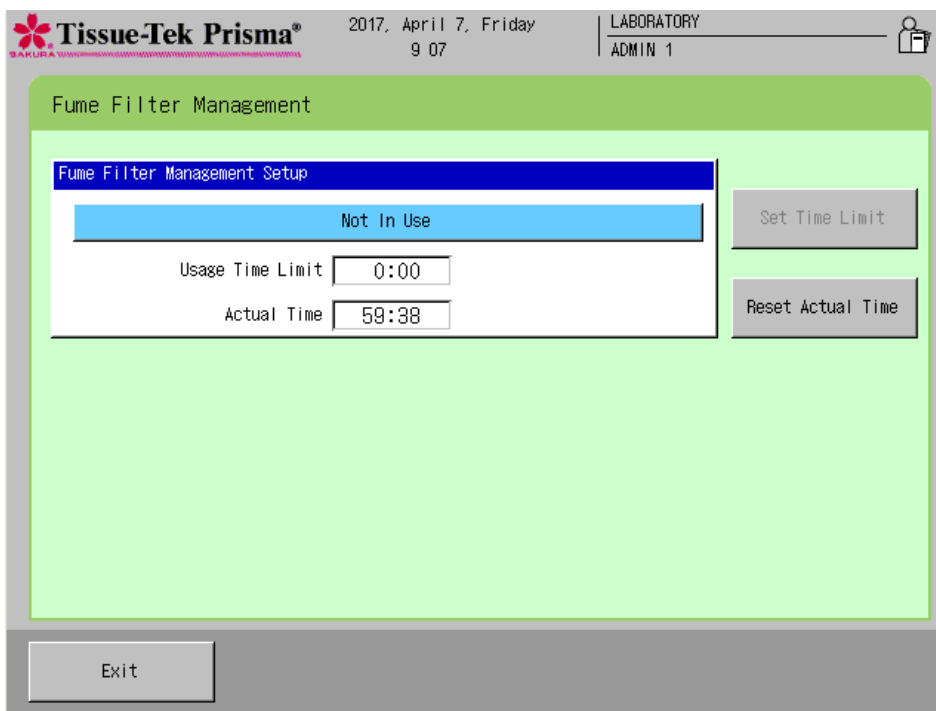 SAKURA
Tissue-Tek Prisma®
2017, April 7, Friday
9 07
LABORATORY
ADMIN 1
Fume Filter Management
Fume Filter Management Setup
Not In Use
Set Time Limit
Usage Time Limit 0:00
Actual Time 59:38
Reset Actual Time
Exit